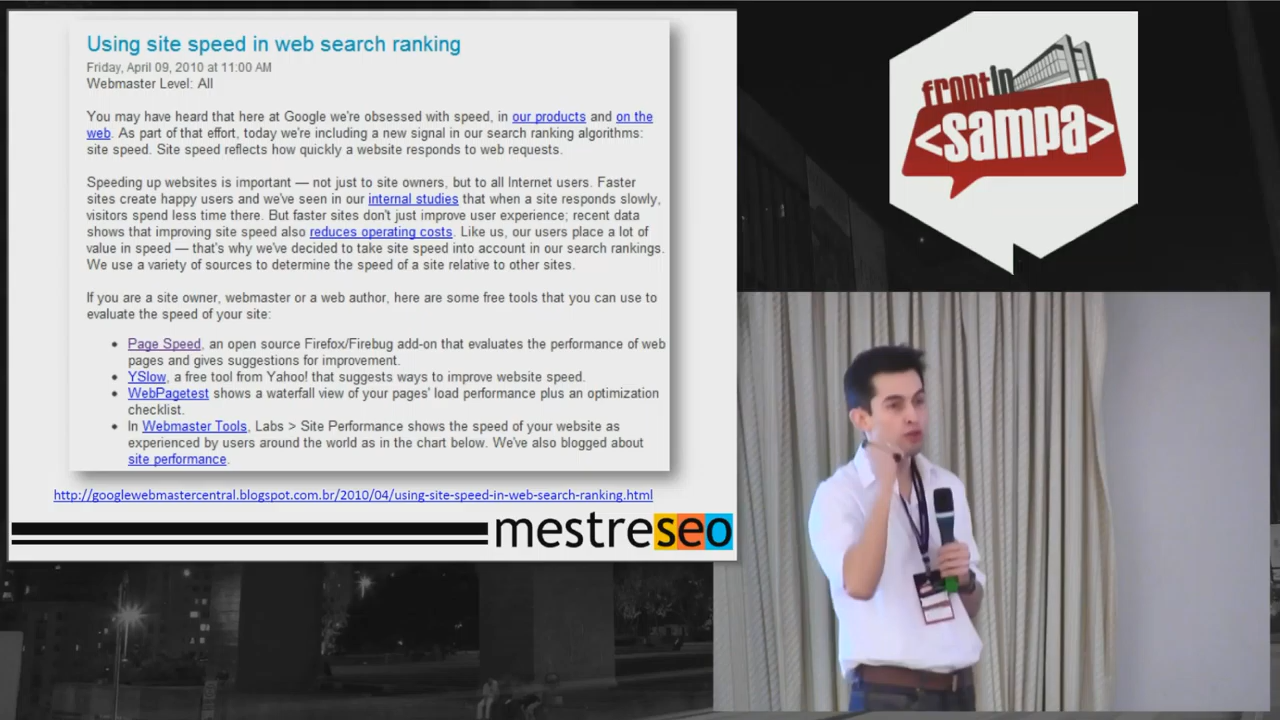 Using site speed in web search ranking
Friday, April 09, 2010 at 11:00 AM
Webmaster Level: All
You may have heard that here at Google we're obsessed with speed, in our products and on the
web. As part of that effort, today we're including a new signal in our search ranking algorithms:
site speed. Site speed reflects how quickly a website responds to web requests.
Speeding up websites is important — not just to site owners, but to all Internet users. Faster
sites create happy users and we've seen in our internal studies that when a site responds slowly,
visitors spend less time there. But faster sites don't just improve user experience; recent data
shows that improving site speed also reduces operating costs. Like us, our users place a lot of
value in speed — that's why we've decided to take site speed into account in our search rankings.
We use a variety of sources to determine the speed of a site relative to other sites.
If you are a site owner, webmaster or a web author, here are some free tools that you can use to
evaluate the speed of your site:
• Page Speed, an open source Firefox/Firebug add-on that evaluates the performance of web
pages and gives suggestions for improvement.
• YSlow, a free tool from Yahoo! that suggests ways to improve website speed.
• WebPagetest shows a waterfall view of your pages' load performance plus an optimization
checklist.
• In Webmaster Tools, Labs > Site Performance shows the speed of your website as
experienced by users around the world as in the chart below. We've also blogged about
site performance.
http://googlewebmastercentral.blogspot.com.br/2010/04/using-site-speed-in-web-search-ranking.html
mestreseo
frontin
<sampa>